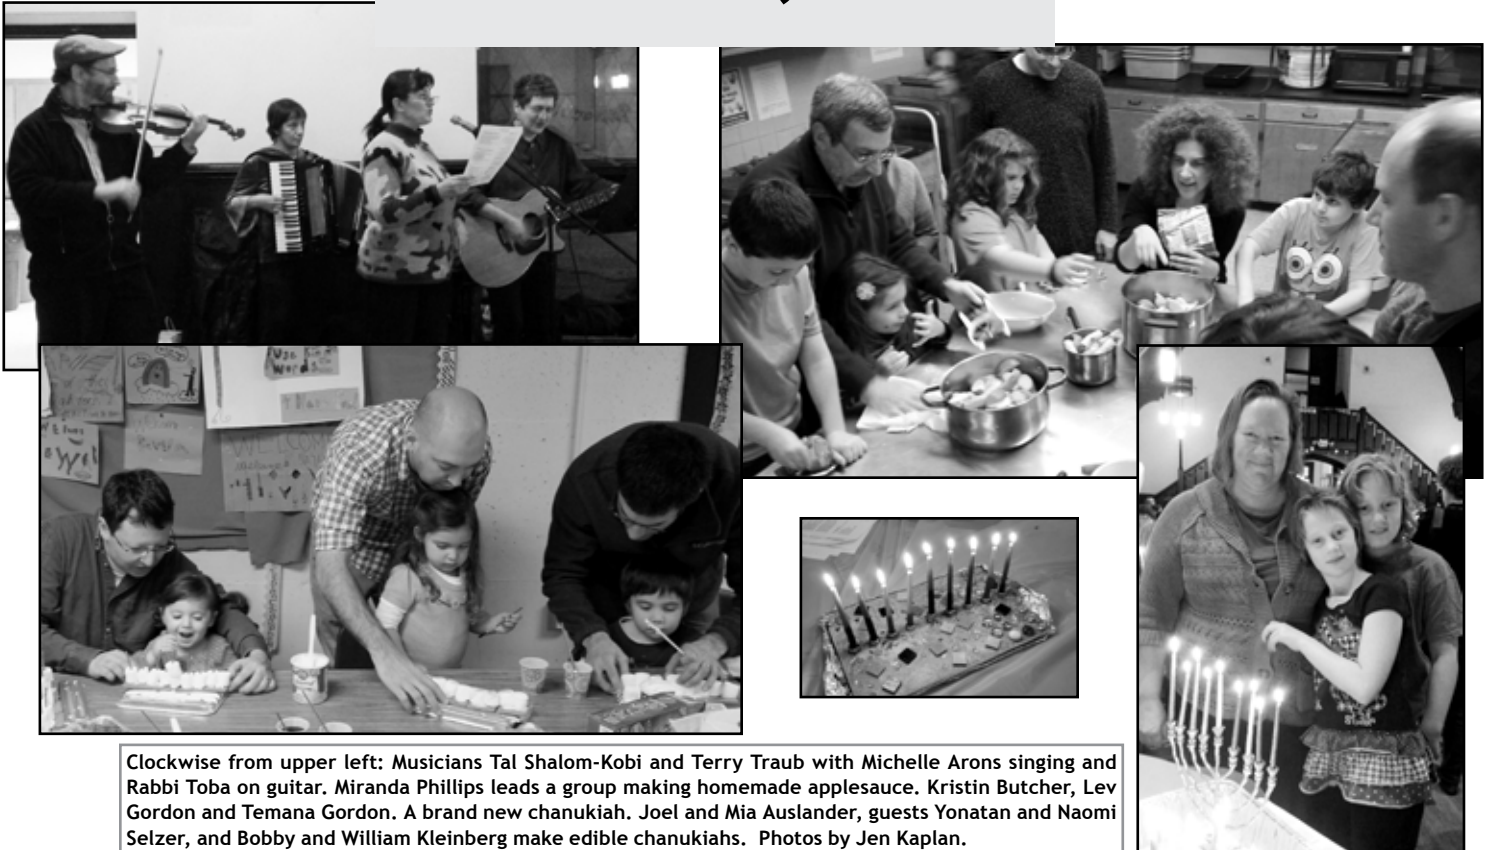 Use
Words
WELCOME
Clockwise from upper left: Musicians Tal Shalom-Kobi and Terry Traub with Michelle Arons singing and
Rabbi Toba on guitar. Miranda Phillips leads a group making homemade applesauce. Kristin Butcher, Lev
Gordon and Temana Gordon. A brand new chanukiah. Joel and Mia Auslander, guests Yonatan and Naomi
Selzer, and Bobby and William Kleinberg make edible chanukiahs.  Photos by Jen Kaplan.